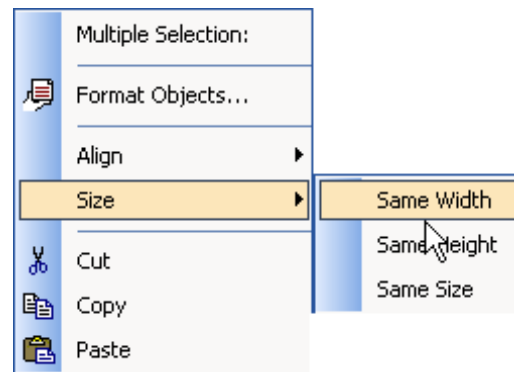 Multiple Selection:
Format Objects...
Align
Size
Same Width
Same Height
Same Size
Cut
Copy
Paste